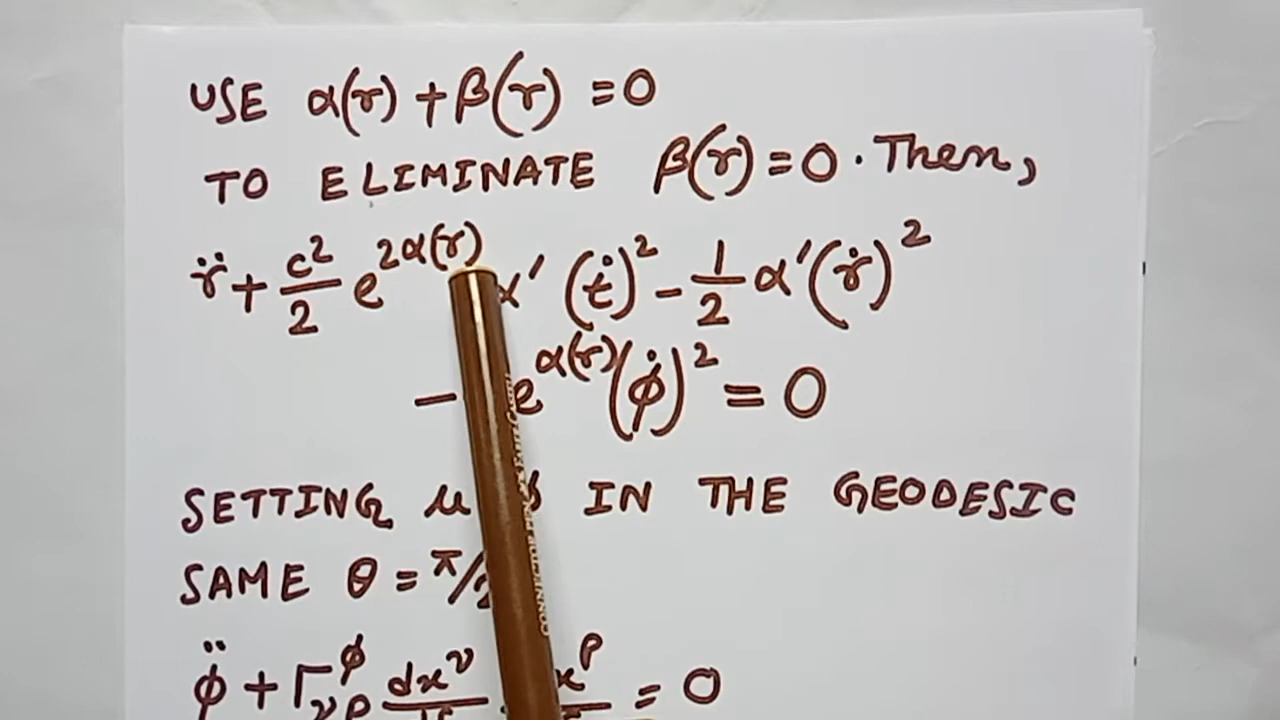 USE α(r) + β(r) = 0
TO ELIMINATE β(r) = 0 . Then,
r̈ + c²/2 e^{2α(r)} α' (ṫ)² - 1/2 α' (ṙ)²
- e^{α(r)} (φ̇)² = 0
SETTING μ IN THE GEODESIC
SAME θ = π/
φ̈ + Γ^φ_{νρ} dx^ν x^ρ = 0